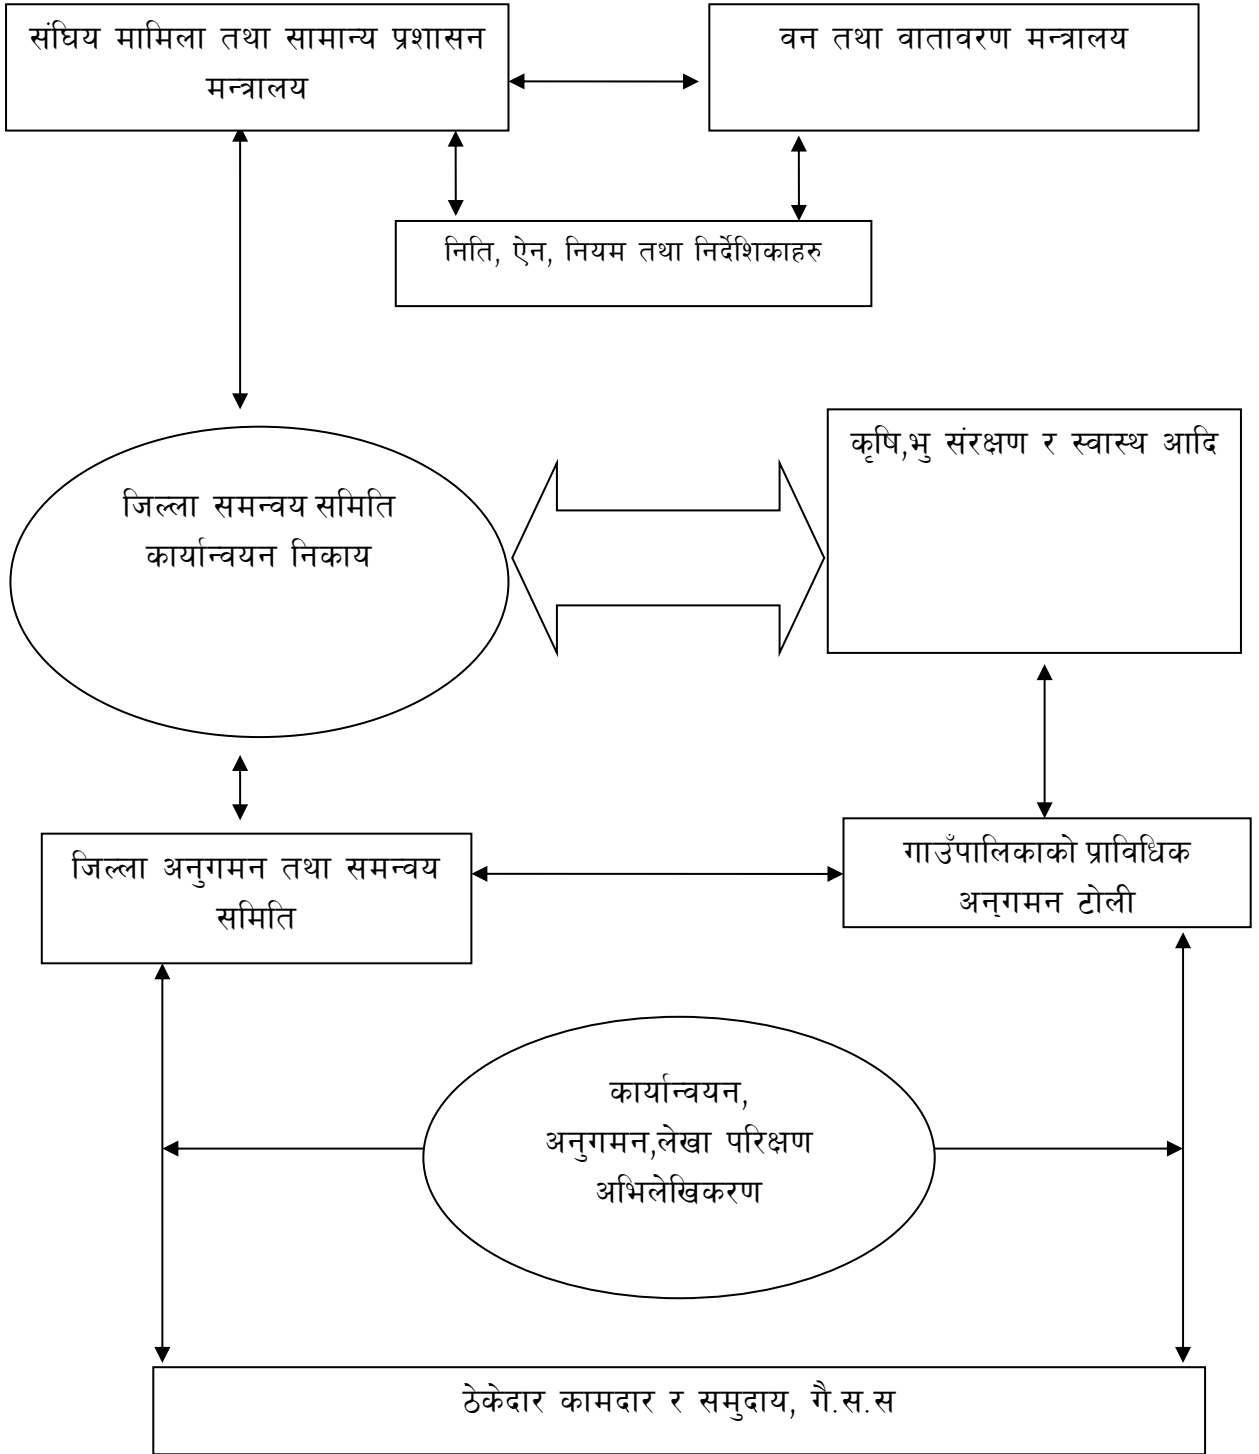 संघिय मामिला तथा सामान्य प्रशासन
मन्त्रालय
वन तथा वातावरण मन्त्रालय
निति, ऐन, नियम तथा निर्देशिकाहरु
जिल्ला समन्वय समिति
कार्यान्वयन निकाय
कृषि,भु संरक्षण र स्वास्थ आदि
जिल्ला अनुगमन तथा समन्वय
समिति
गाउँपालिकाको प्राविधिक
अनुगमन टोली
कार्यान्वयन,
अनुगमन,लेखा परिक्षण
अभिलेखिकरण
ठेकेदार कामदार र समुदाय, गै.स.स